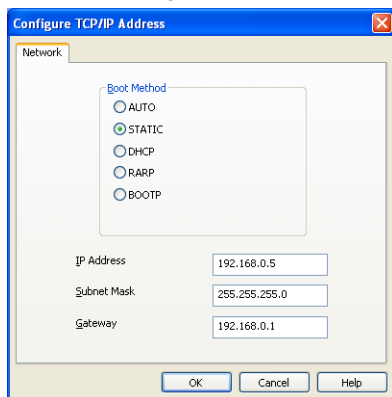 Configure TCP/IP Address
Network
Boot Method
AUTO
STATIC
DHCP
RARP
BOOTP
IP Address 192.168.0.5
Subnet Mask 255.255.255.0
Gateway 192.168.0.1
OK Cancel Help